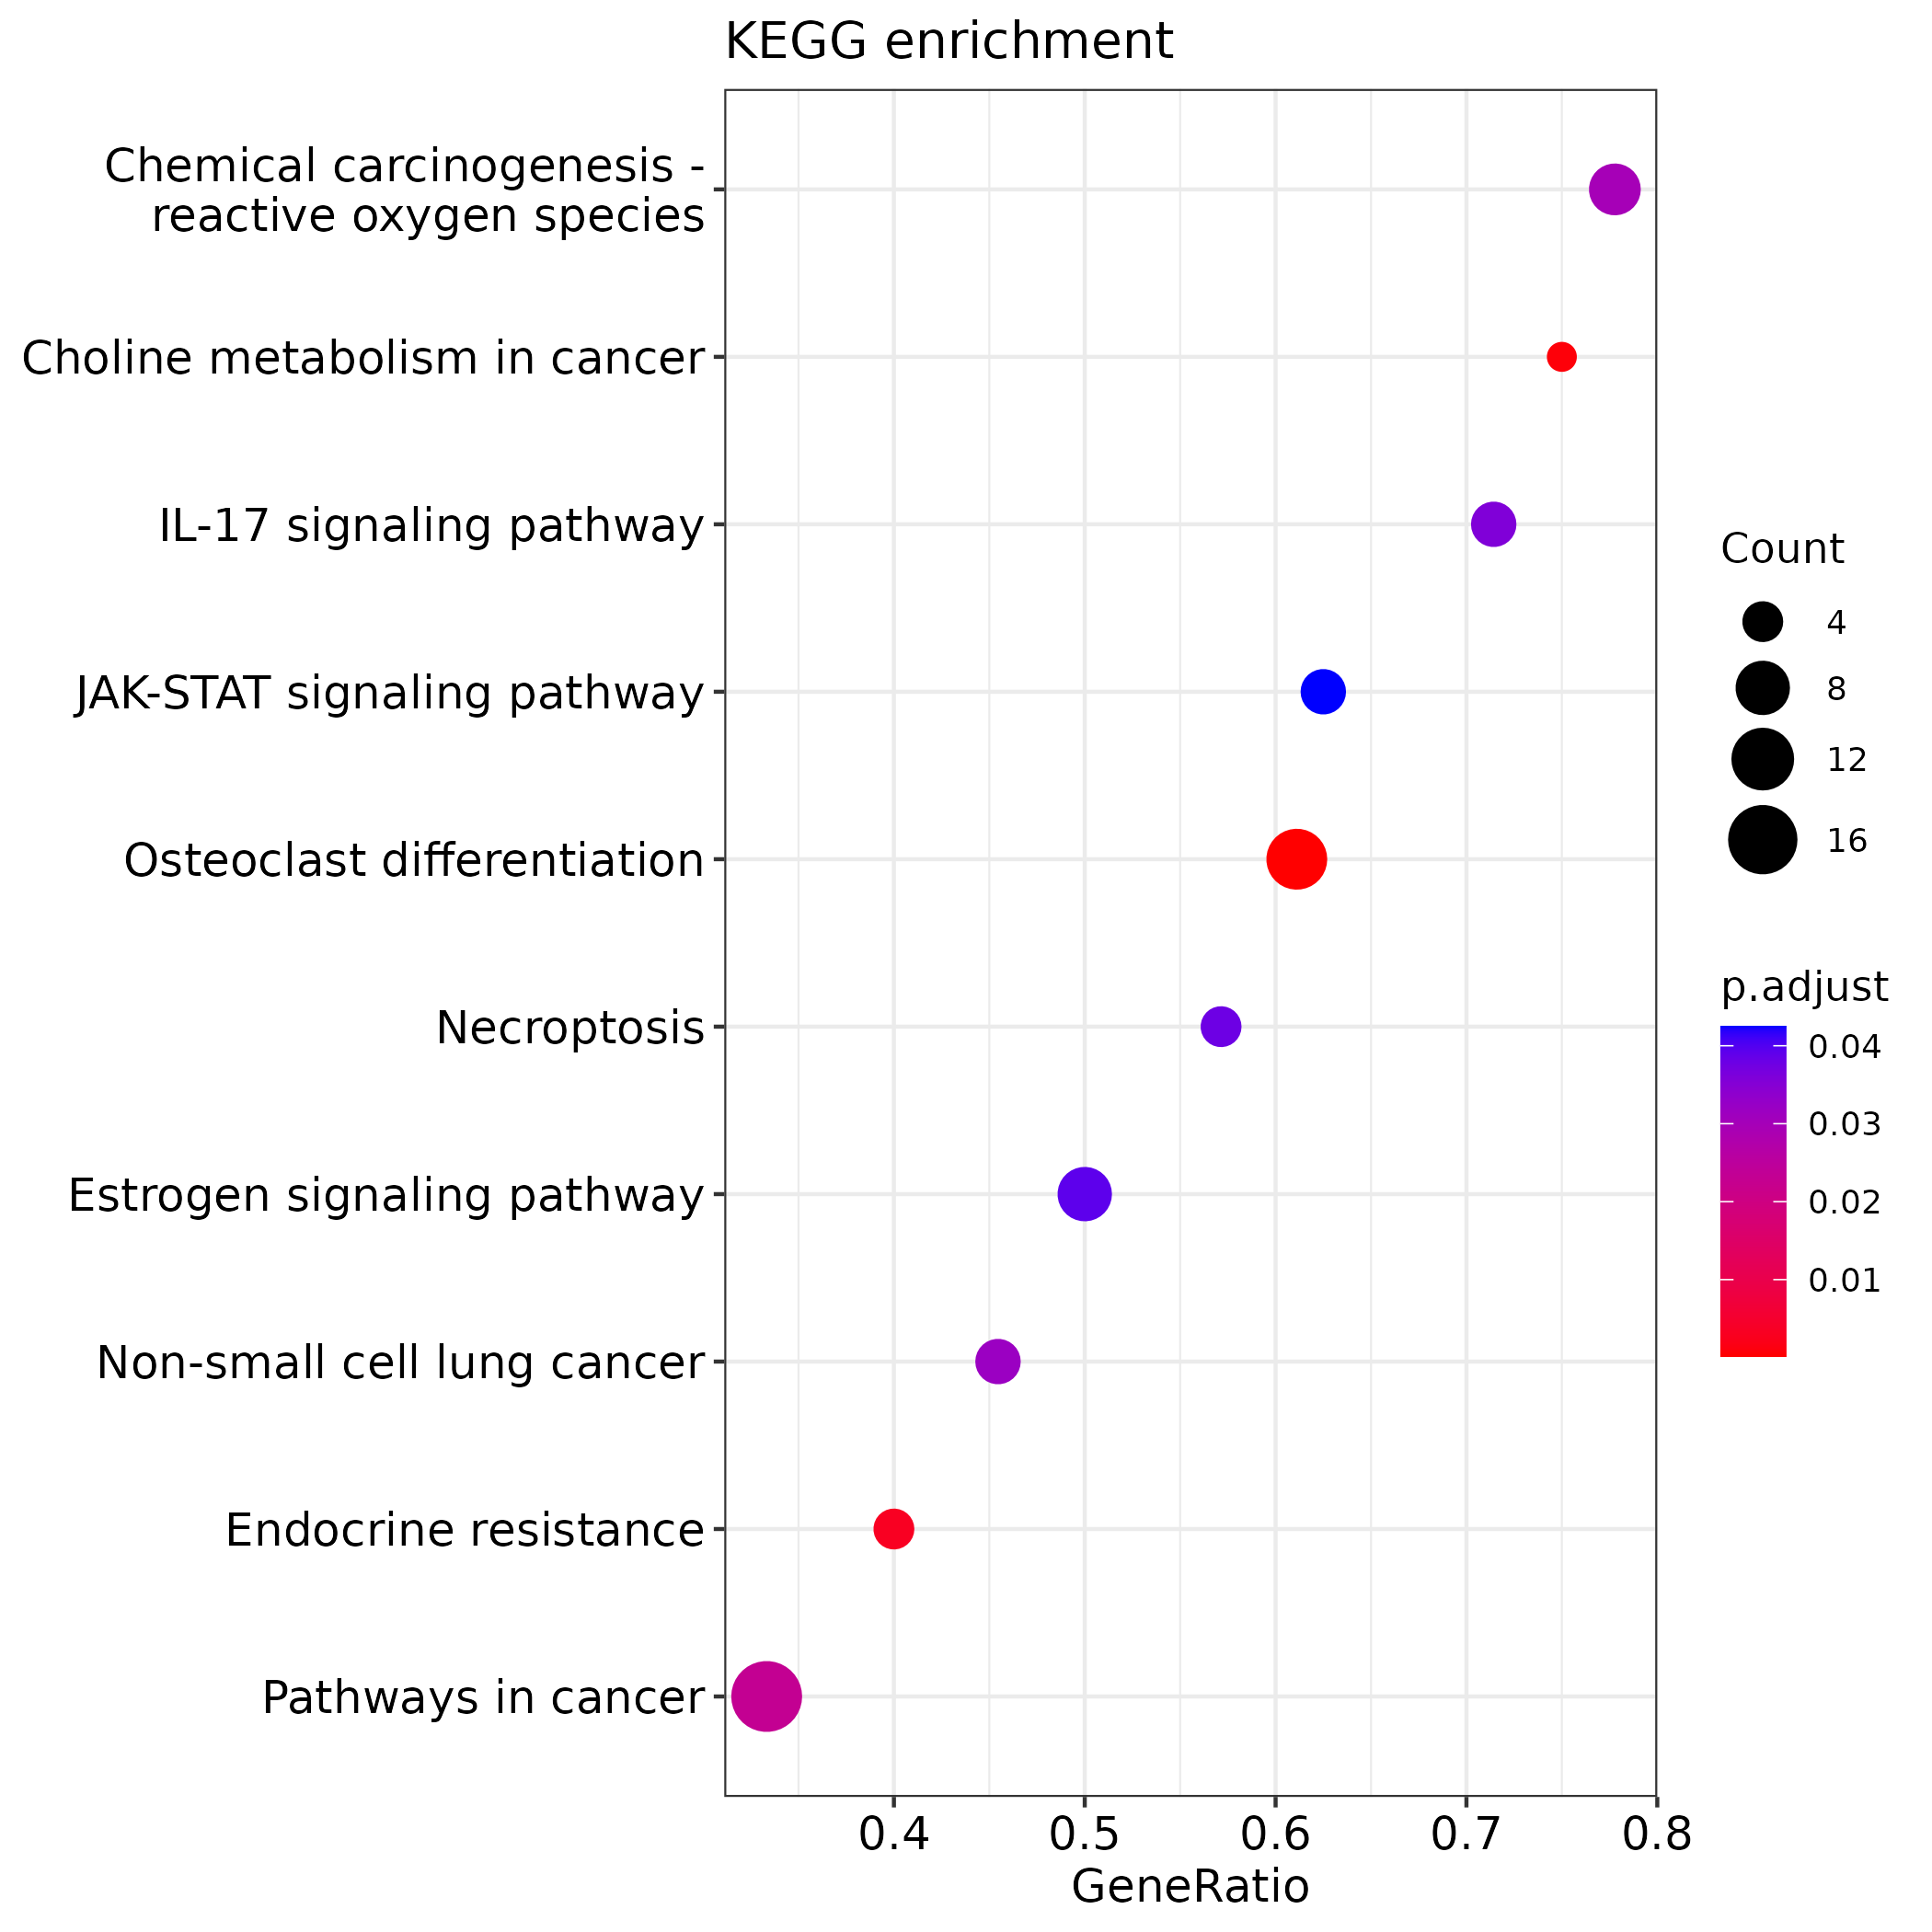 KEGG enrichment
Chemical carcinogenesis -
reactive oxygen species
Choline metabolism in cancer
IL-17 signaling pathway
JAK-STAT signaling pathway
Osteoclast differentiation
Necroptosis
Estrogen signaling pathway
Non-small cell lung cancer
Endocrine resistance
Pathways in cancer
0.4 0.5 0.6 0.7 0.8
GeneRatio
Count
4
8
12
16
p.adjust
0.04
0.03
0.02
0.01